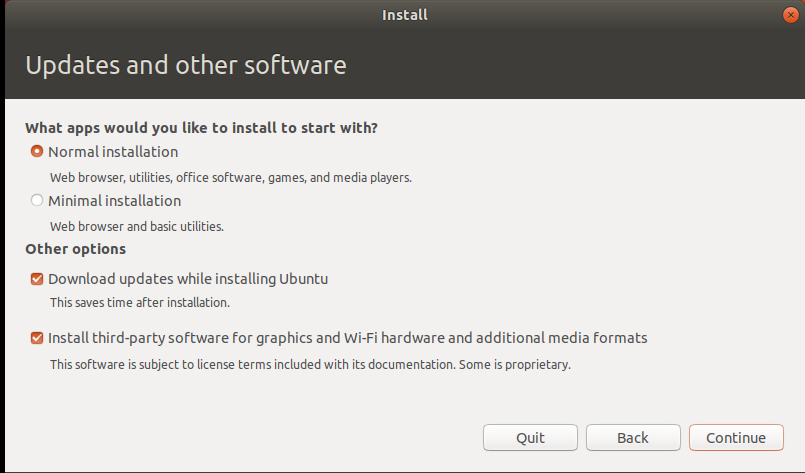 Install
Updates and other software
What apps would you like to install to start with?
Normal installation
Web browser, utilities, office software, games, and media players.
Minimal installation
Web browser and basic utilities.
Other options
Download updates while installing Ubuntu
This saves time after installation.
Install third-party software for graphics and Wi-Fi hardware and additional media formats
This software is subject to license terms included with its documentation. Some is proprietary.
Quit Back Continue